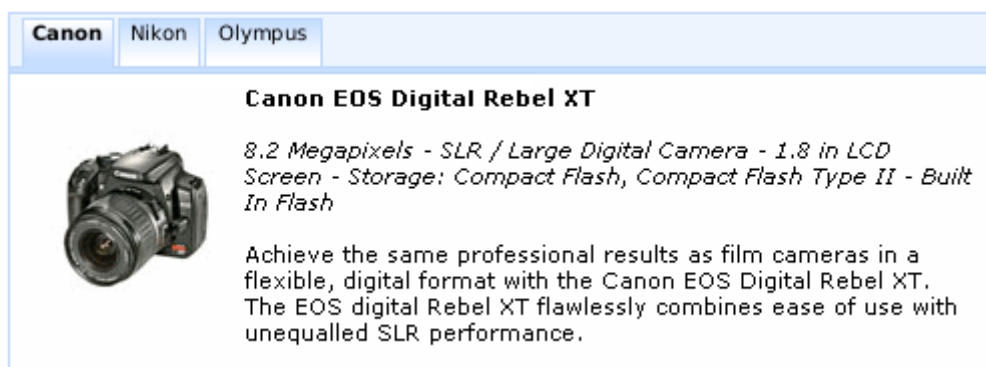 Canon Nikon Olympus
Canon EOS Digital Rebel XT
8.2 Megapixels - SLR / Large Digital Camera - 1.8 in LCD
Screen - Storage: Compact Flash, Compact Flash Type II - Built
In Flash
Achieve the same professional results as film cameras in a
flexible, digital format with the Canon EOS Digital Rebel XT.
The EOS digital Rebel XT flawlessly combines ease of use with
unequalled SLR performance.
Canon